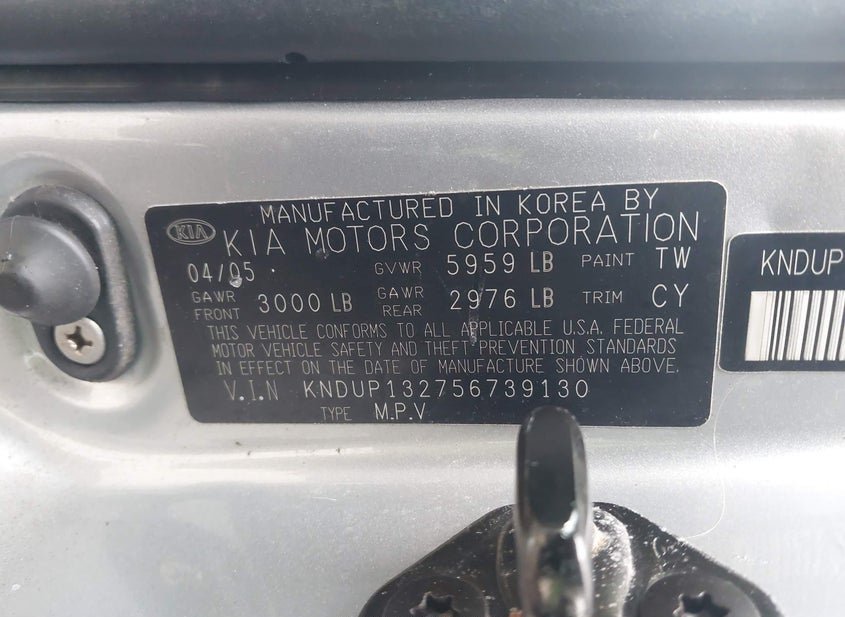 MANUFACTURED IN KOREA BY
KIA KIA MOTORS CORPORATION
04/05 GVWR 5959 LB PAINT TW
GAWR FRONT 3000 LB GAWR REAR 2976 LB TRIM CY
THIS VEHICLE CONFORMS TO ALL APPLICABLE U.S.A. FEDERAL
MOTOR VEHICLE SAFETY AND THEFT PREVENTION STANDARDS
IN EFFECT ON THE DATE OF MANUFACTURE SHOWN ABOVE.
V.I.N KNDUP132756739130
TYPE M.P.V
KNDUP